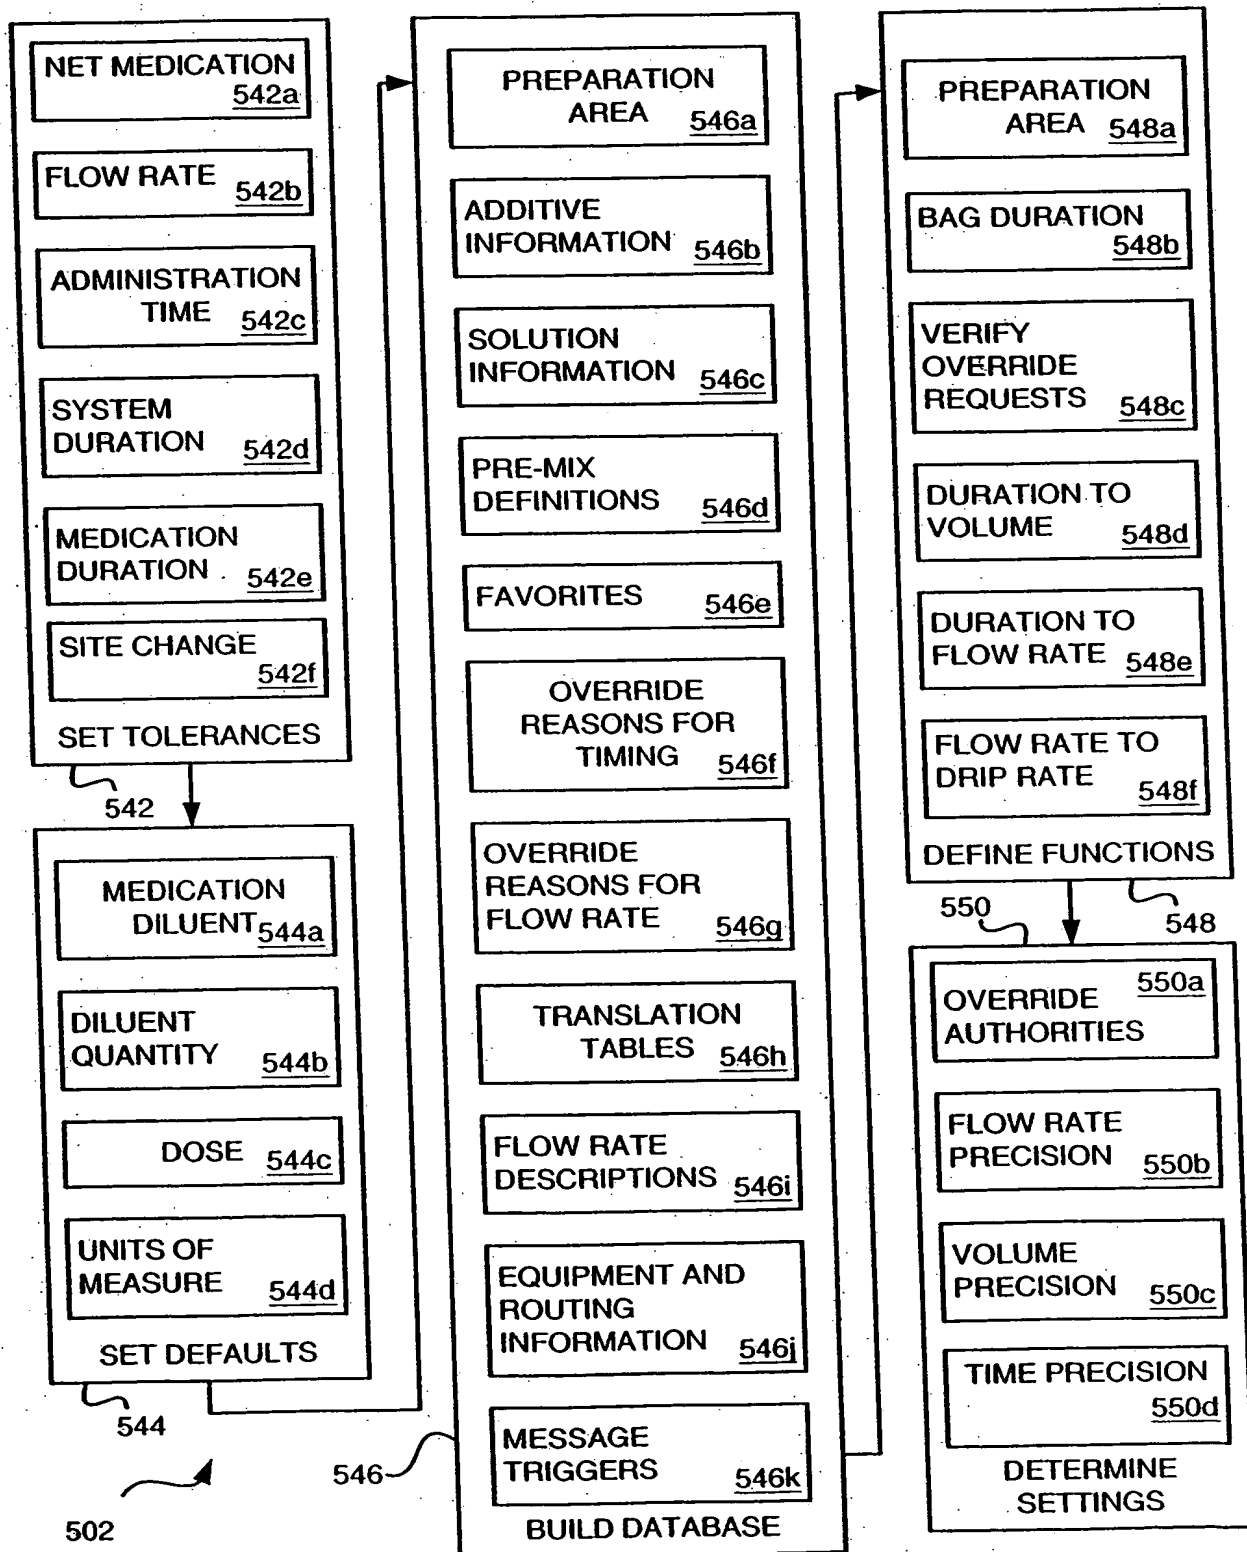 NET MEDICATION
542a
FLOW RATE
542b
ADMINISTRATION
TIME 542c
SYSTEM
DURATION 542d
MEDICATION
DURATION 542e
SITE CHANGE
542f
SET TOLERANCES
542
MEDICATION
DILUENT 544a
DILUENT
QUANTITY 544b
DOSE 544c
UNITS OF
MEASURE 544d
SET DEFAULTS
544
502
PREPARATION
AREA 546a
ADDITIVE
INFORMATION 546b
SOLUTION
INFORMATION 546c
PRE-MIX
DEFINITIONS 546d
FAVORITES 546e
OVERRIDE
REASONS FOR
TIMING 546f
OVERRIDE
REASONS FOR
FLOW RATE 546g
TRANSLATION
TABLES 546h
FLOW RATE
DESCRIPTIONS 546i
EQUIPMENT AND
ROUTING
INFORMATION 546j
MESSAGE
TRIGGERS 546k
BUILD DATABASE
546
PREPARATION
AREA 548a
BAG DURATION
548b
VERIFY
OVERRIDE
REQUESTS 548c
DURATION TO
VOLUME 548d
DURATION TO
FLOW RATE 548e
FLOW RATE TO
DRIP RATE 548f
DEFINE FUNCTIONS
548
550
550a
OVERRIDE
AUTHORITIES
FLOW RATE
PRECISION 550b
VOLUME
PRECISION 550c
TIME PRECISION
550d
DETERMINE
SETTINGS